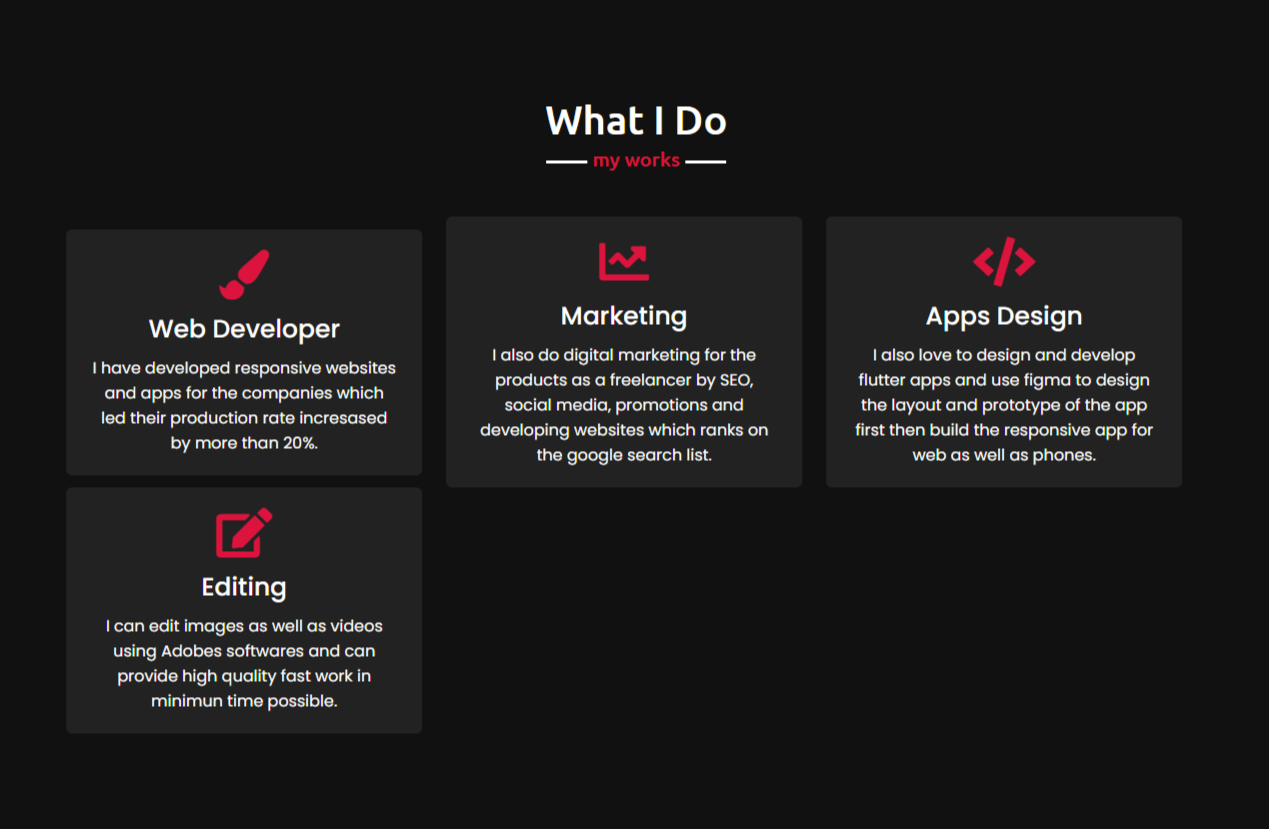 What I Do
my works
Web Developer
I have developed responsive websites
and apps for the companies which
led their production rate incresased
by more than 20%.
Marketing
I also do digital marketing for the
products as a freelancer by SEO,
social media, promotions and
developing websites which ranks on
the google search list.
Apps Design
I also love to design and develop
flutter apps and use figma to design
the layout and prototype of the app
first then build the responsive app for
web as well as phones.
Editing
I can edit images as well as videos
using Adobes softwares and can
provide high quality fast work in
minimun time possible.